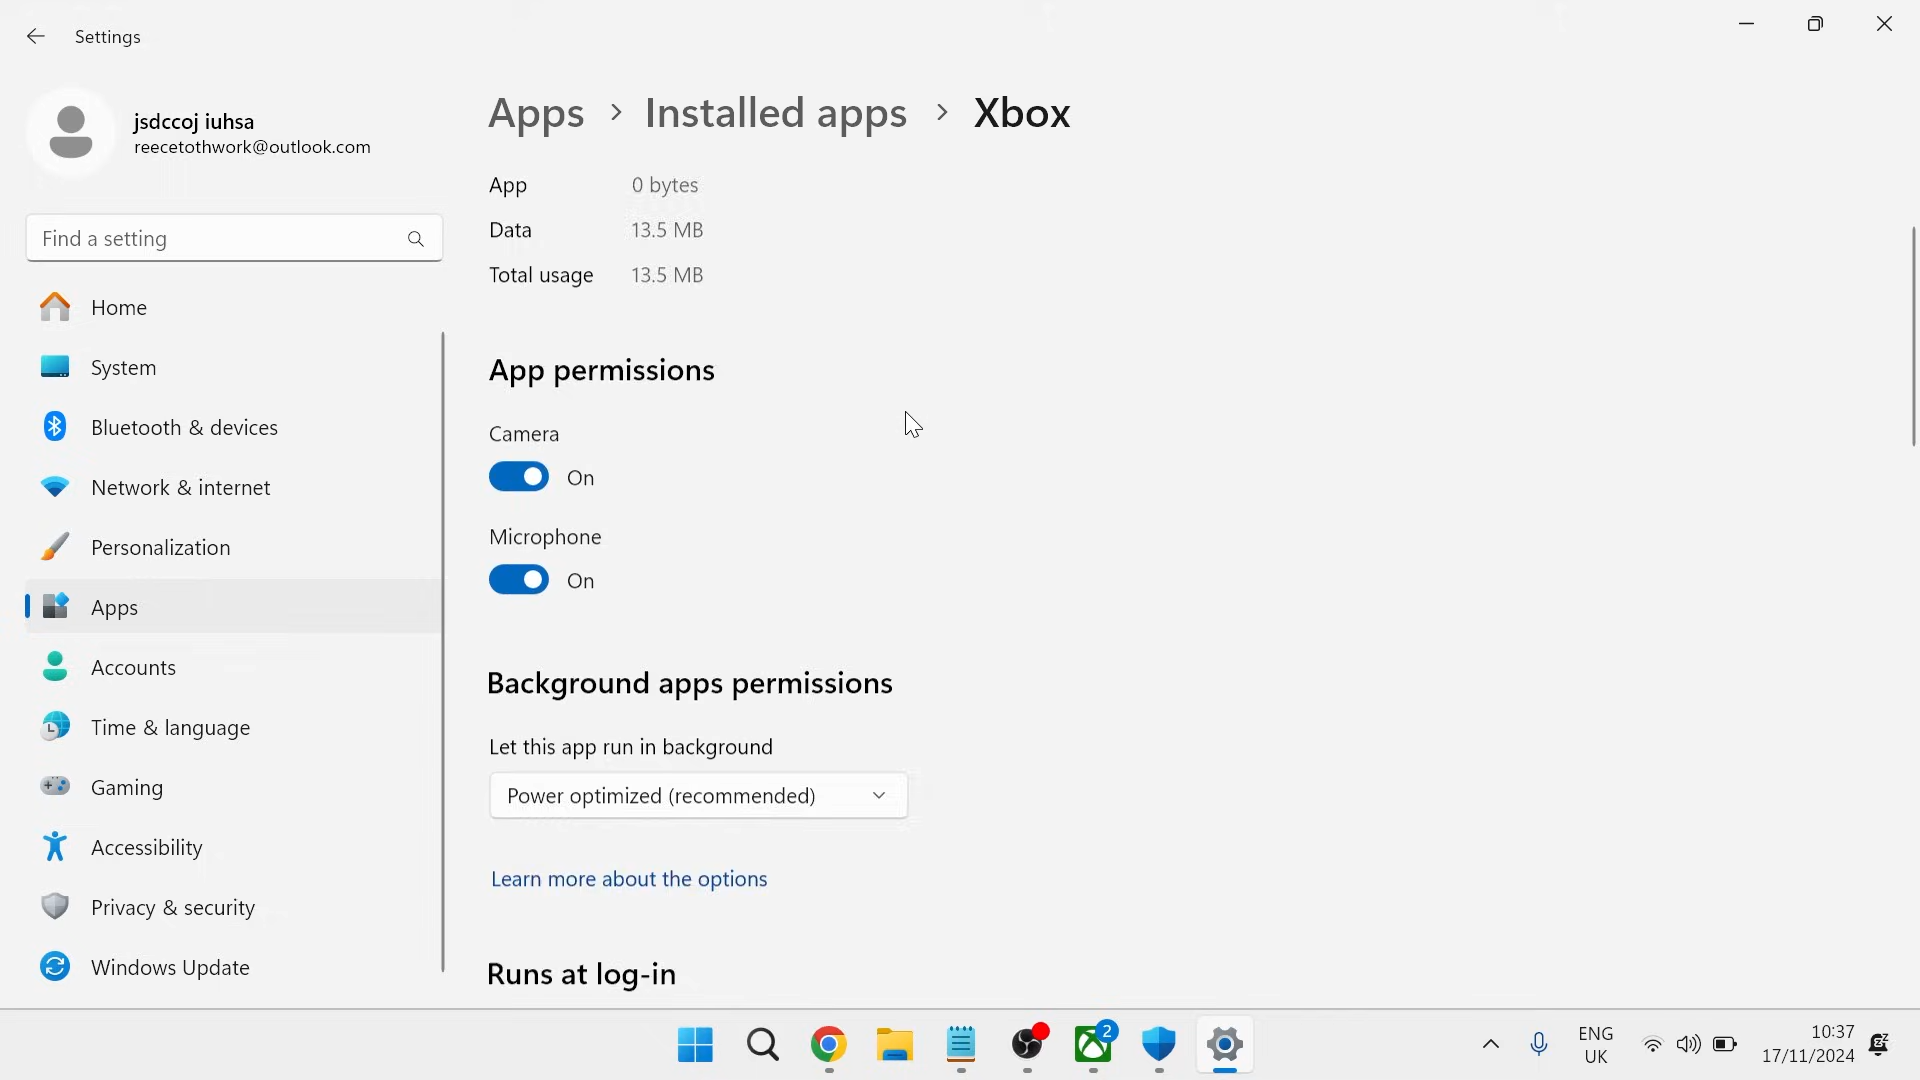 Settings
jsdccoj iuhsa
reecetothwork@outlook.com
Find a setting
Home
System
Bluetooth & devices
Network & internet
Personalization
Apps
Accounts
Time & language
Gaming
Accessibility
Privacy & security
Windows Update
Apps > Installed apps > Xbox
App 0 bytes
Data 13.5 MB
Total usage 13.5 MB
App permissions
Camera
On
Microphone
On
Background apps permissions
Let this app run in background
Power optimized (recommended)
Learn more about the options
Runs at log-in
2
ENG
UK
10:37
17/11/2024